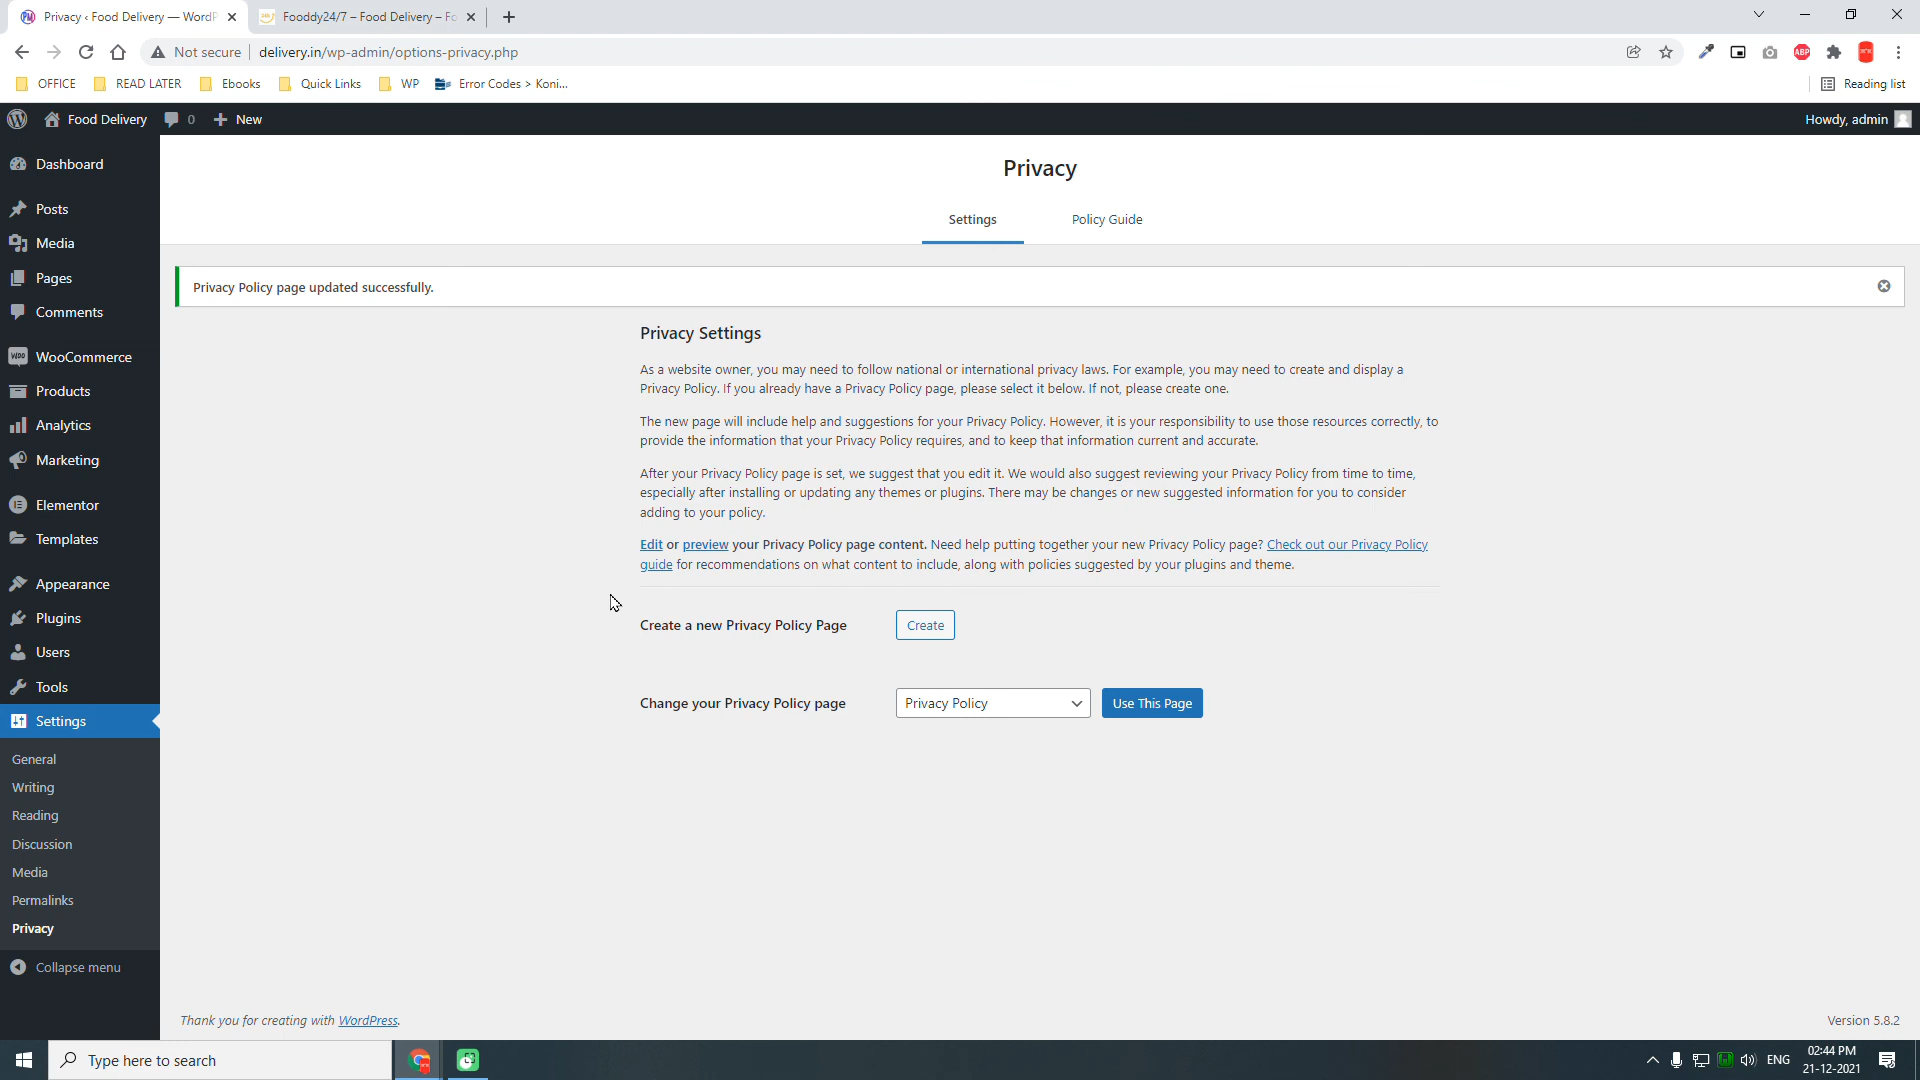 Privacy ‹ Food Delivery — WordP
Fooddy24/7 – Food Delivery – Fo
Not secure
delivery.in/wp-admin/options-privacy.php
OFFICE
READ LATER
Ebooks
Quick Links
WP
Error Codes > Koni...
Reading list
Food Delivery
0
New
Howdy, admin
Dashboard
Posts
Media
Pages
Comments
WooCommerce
Products
Analytics
Marketing
Elementor
Templates
Appearance
Plugins
Users
Tools
Settings
General
Writing
Reading
Discussion
Media
Permalinks
Privacy
Collapse menu
Privacy
Settings
Policy Guide
Privacy Policy page updated successfully.
Privacy Settings
As a website owner, you may need to follow national or international privacy laws. For example, you may need to create and display a
Privacy Policy. If you already have a Privacy Policy page, please select it below. If not, please create one.
The new page will include help and suggestions for your Privacy Policy. However, it is your responsibility to use those resources correctly, to
provide the information that your Privacy Policy requires, and to keep that information current and accurate.
After your Privacy Policy page is set, we suggest that you edit it. We would also suggest reviewing your Privacy Policy from time to time,
especially after installing or updating any themes or plugins. There may be changes or new suggested information for you to consider
adding to your policy.
Edit or preview your Privacy Policy page content. Need help putting together your new Privacy Policy page? Check out our Privacy Policy
guide for recommendations on what content to include, along with policies suggested by your plugins and theme.
Create a new Privacy Policy Page
Create
Change your Privacy Policy page
Privacy Policy
Use This Page
Thank you for creating with WordPress.
Version 5.8.2
Type here to search
ENG
02:44 PM
21-12-2021